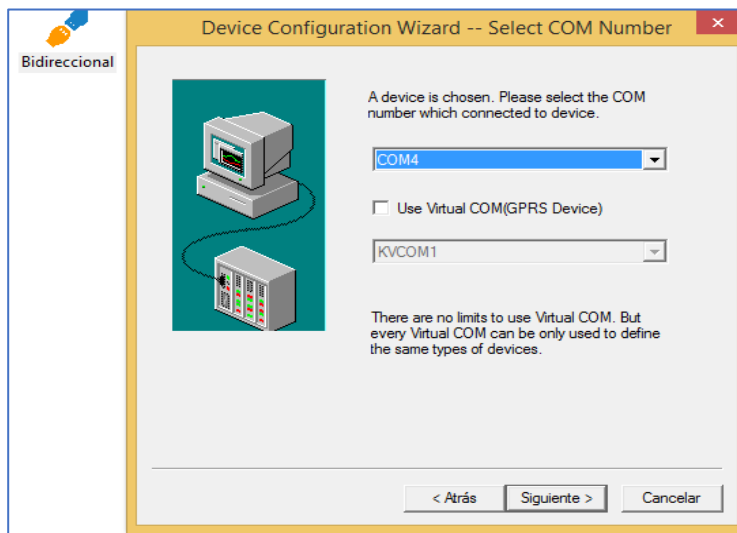 Device Configuration Wizard -- Select COM Number
Bidireccional
A device is chosen. Please select the COM
number which connected to device.
COM4
Use Virtual COM(GPRS Device)
KVCOM1
There are no limits to use Virtual COM. But
every Virtual COM can be only used to define
the same types of devices.
< Atrás
Siguiente >
Cancelar